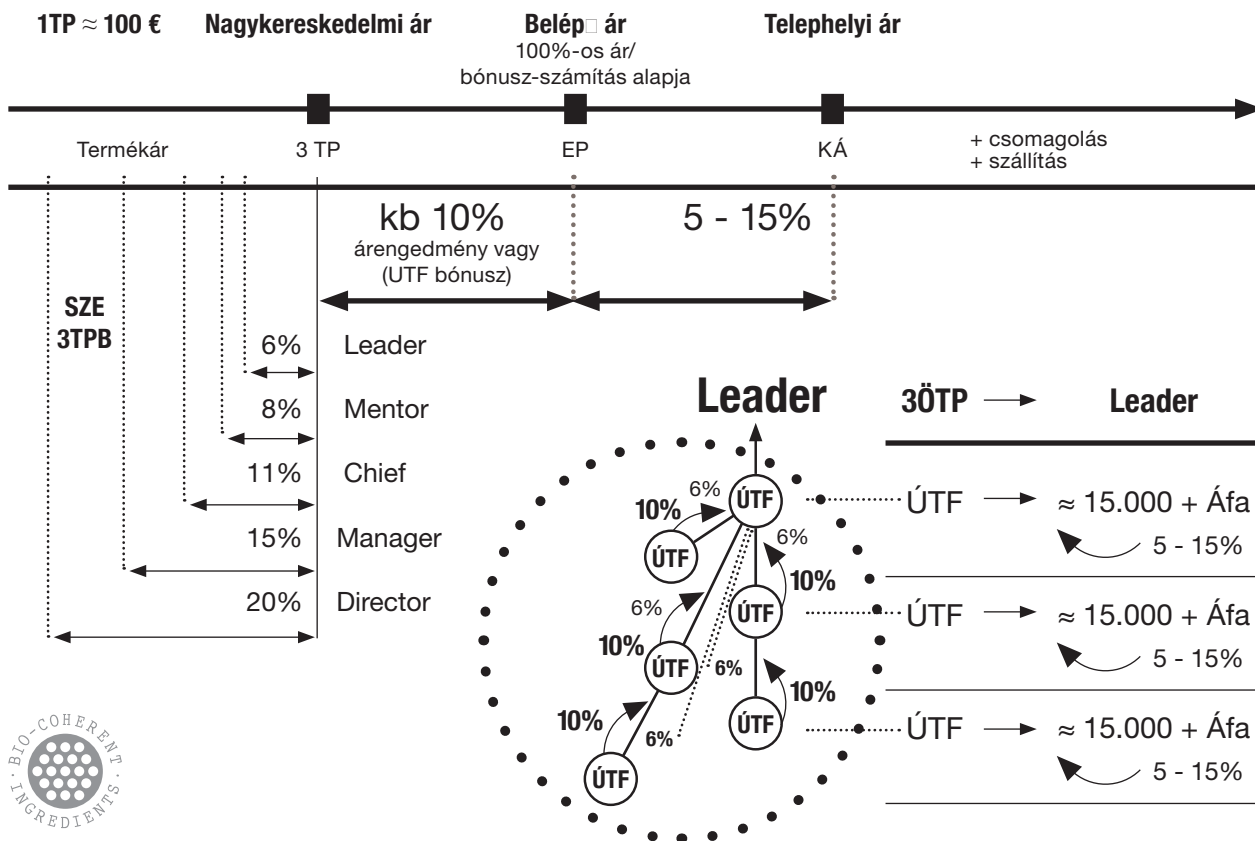 1TP ≈ 100 €
Nagykereskedelmi ár
Belép□ ár
100%-os ár/
bónusz-számítás alapja
Telephelyi ár
Termékár
3 TP
EP
KÁ
+ csomagolás
+ szállítás
kb 10%
árengedmény vagy
(UTF bónusz)
5 - 15%
SZE
3TPB
6% Leader
8% Mentor
11% Chief
15% Manager
20% Director
Leader
6%
10%
ÚTF
ÚTF
6%
10%
ÚTF
6%
10%
ÚTF
6%
10%
ÚTF
10%
6%
ÚTF
3ÖTP Leader
ÚTF ≈ 15.000 + Áfa
5 - 15%
ÚTF ≈ 15.000 + Áfa
5 - 15%
ÚTF ≈ 15.000 + Áfa
5 - 15%
· BIO-COHERENT ·
INGREDIENTS